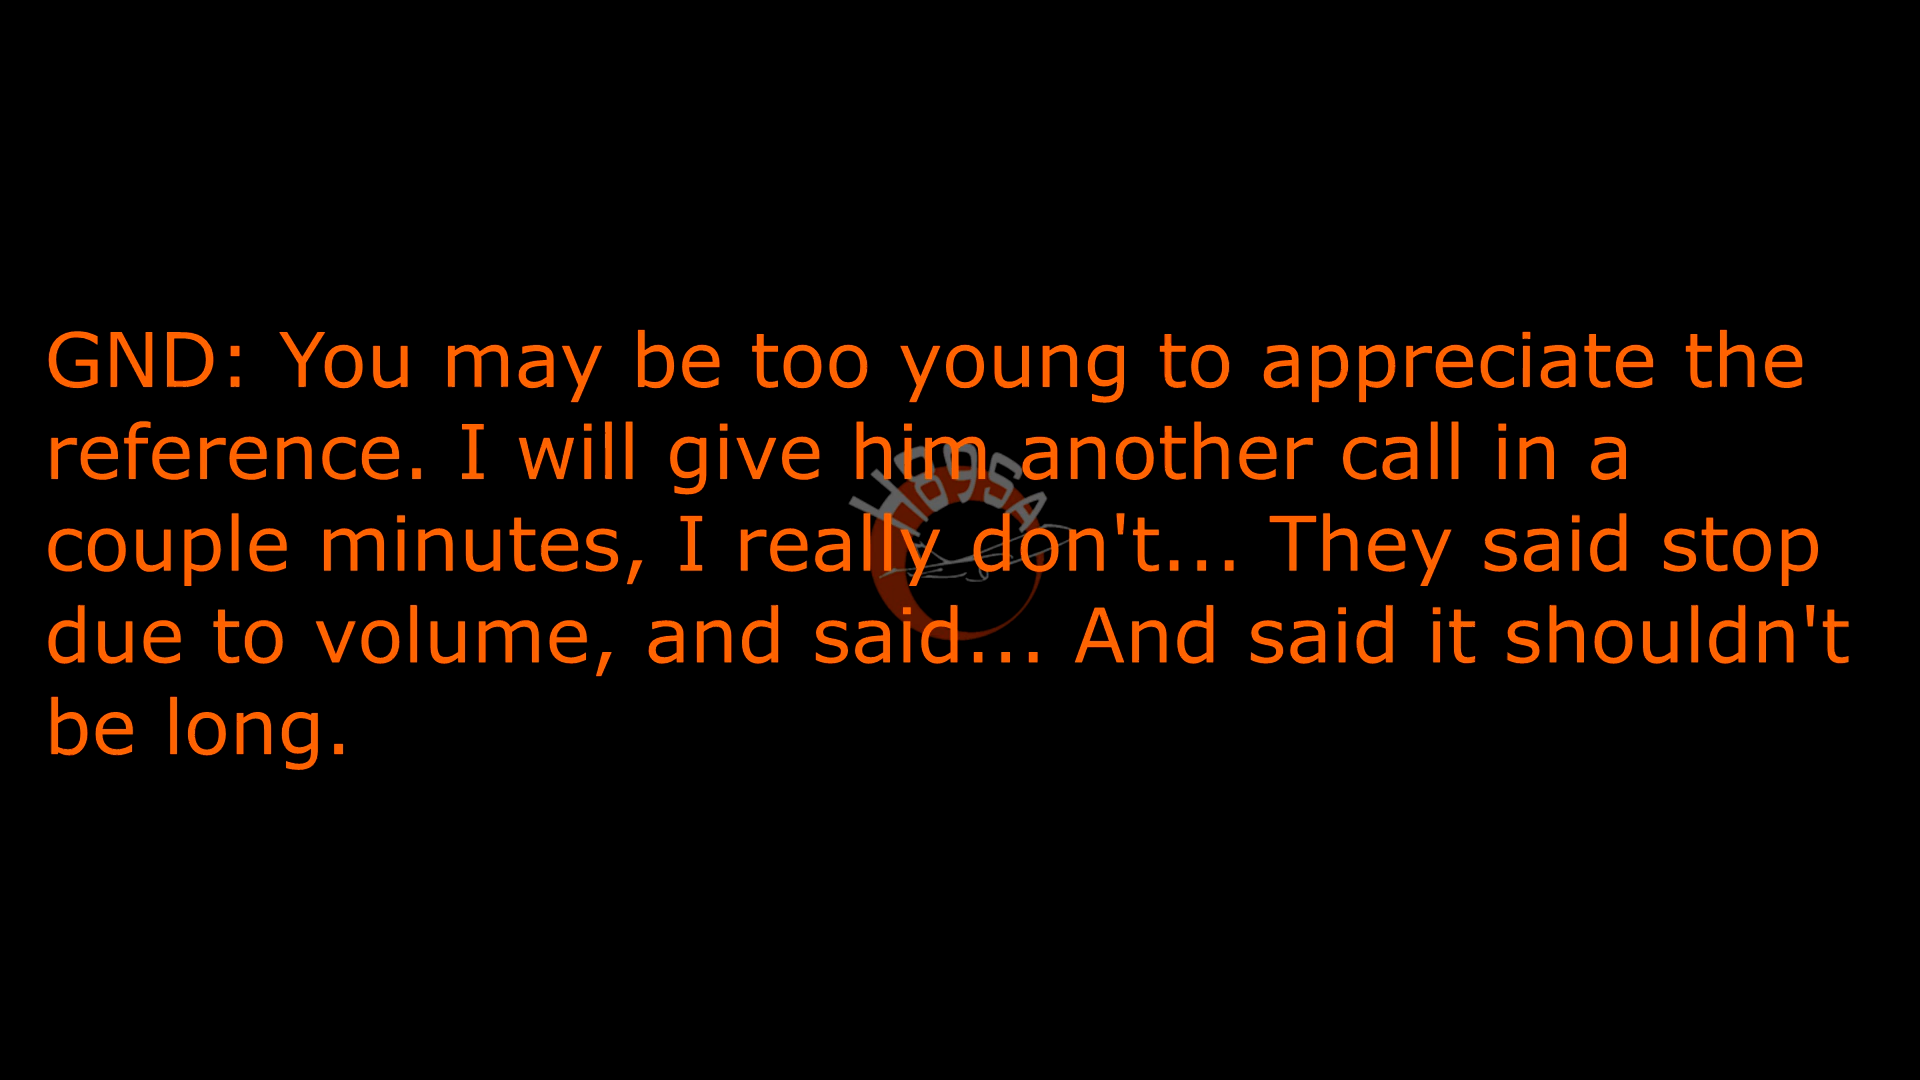 GND: You may be too young to appreciate the
reference. I will give him another call in a
couple minutes, I really don't... They said stop
due to volume, and said... And said it shouldn't
be long.
H89SA